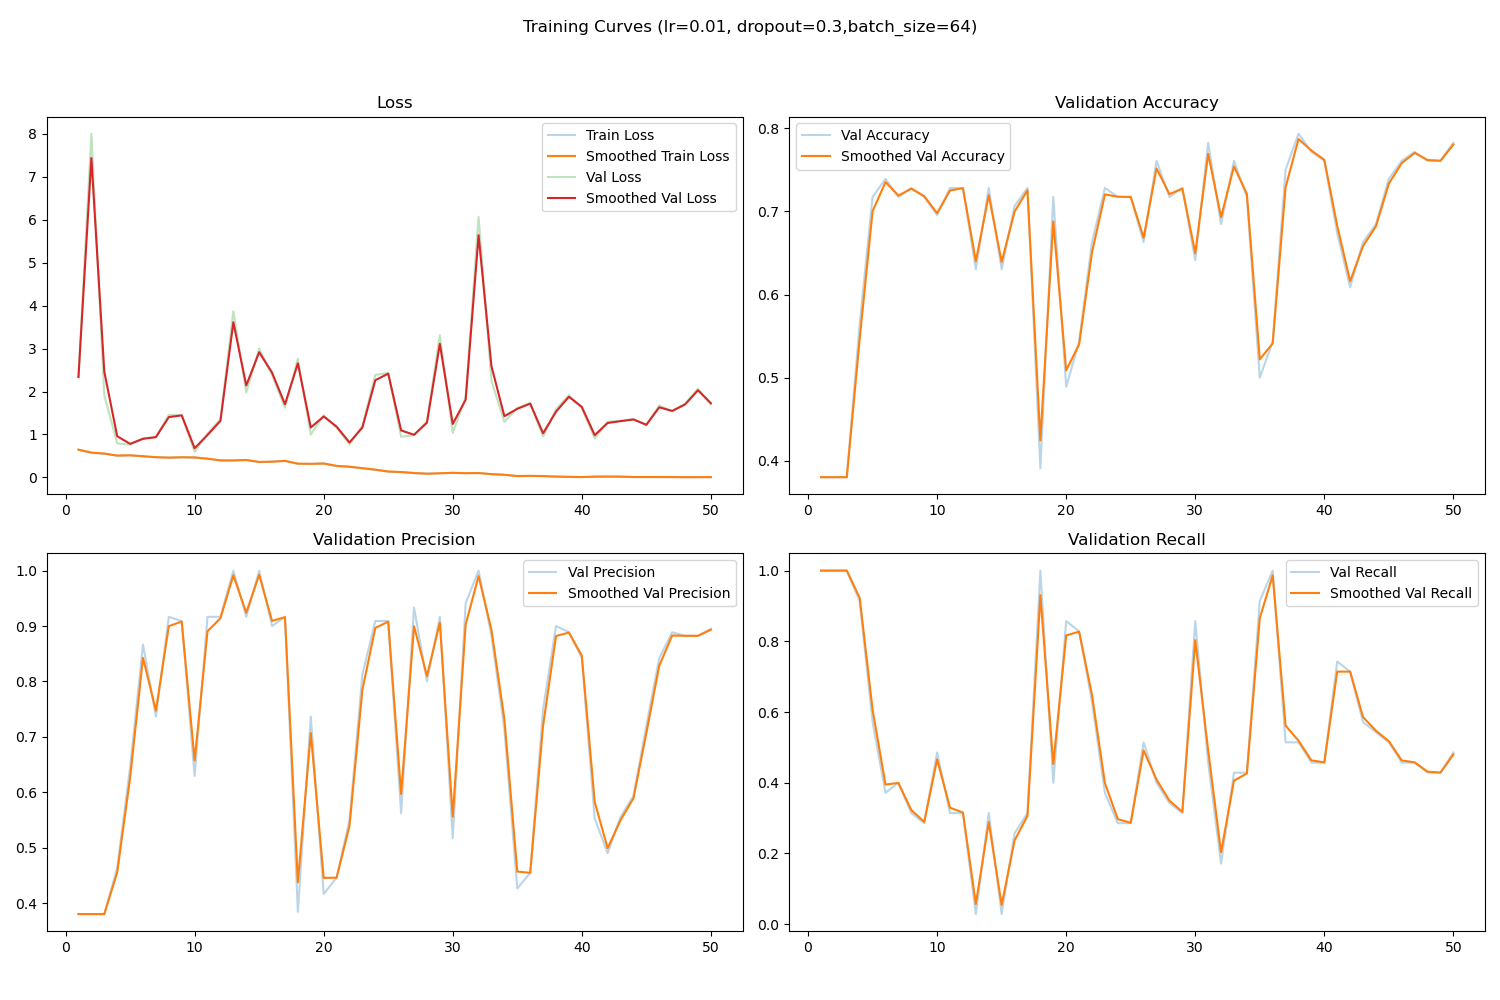 Training Curves (lr=0.01, dropout=0.3,batch_size=64)
Loss
Train Loss
Smoothed Train Loss
Val Loss
Smoothed Val Loss
8
7
6
5
4
3
2
1
0
0 10 20 30 40 50
Validation Accuracy
Val Accuracy
Smoothed Val Accuracy
0.8
0.7
0.6
0.5
0.4
0 10 20 30 40 50
Validation Precision
Val Precision
Smoothed Val Precision
1.0
0.9
0.8
0.7
0.6
0.5
0.4
0 10 20 30 40 50
Validation Recall
Val Recall
Smoothed Val Recall
1.0
0.8
0.6
0.4
0.2
0.0
0 10 20 30 40 50